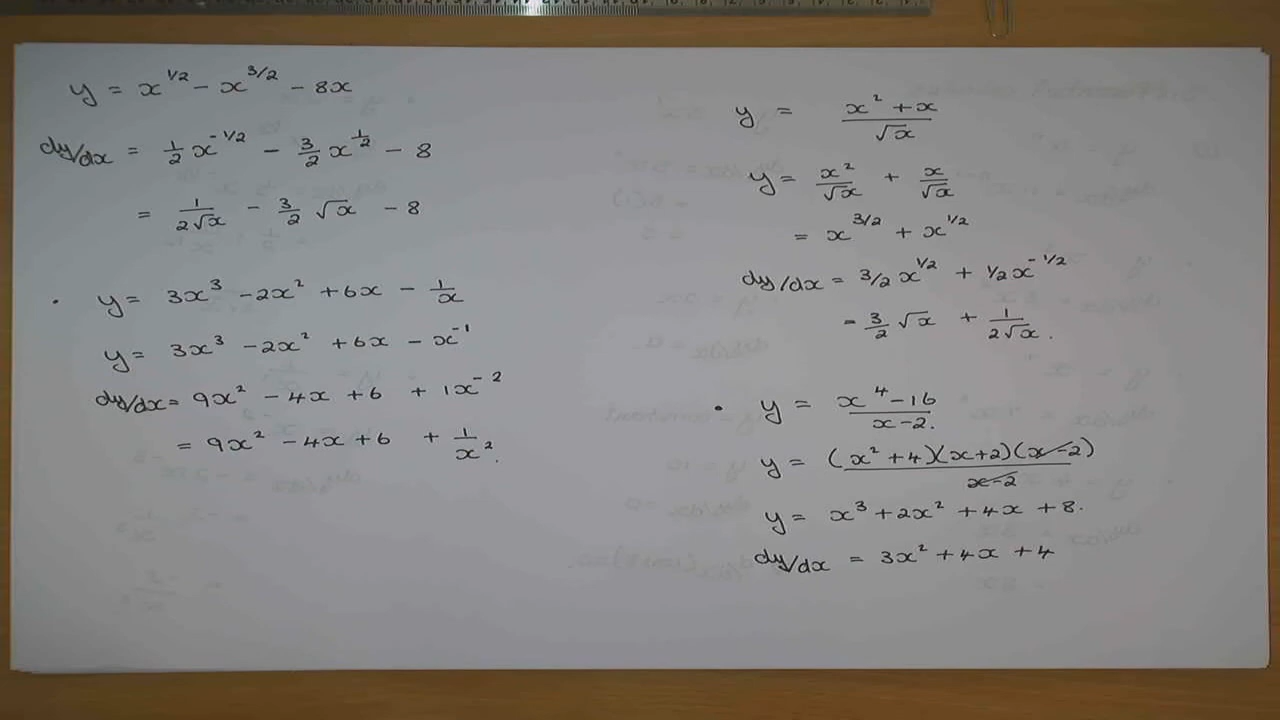 y = x^1/2 − x^3/2 − 8x
dy/dx = 1/2 x^−1/2 − 3/2 x^1/2 − 8
= 1/(2√x) − 3/2 √x − 8
• y = 3x³ − 2x² + 6x − 1/x
y = 3x³ − 2x² + 6x − x^−1
dy/dx = 9x² − 4x + 6 + 1x^−2
= 9x² − 4x + 6 + 1/x².
y = (x² + x)/√x
y = x²/√x + x/√x
= x^3/2 + x^1/2
dy/dx = 3/2 x^1/2 + 1/2 x^−1/2
= 3/2 √x + 1/(2√x).
• y = (x⁴ − 16)/(x − 2).
y = (x² + 4)(x + 2)(x − 2)/(x − 2)
y = x³ + 2x² + 4x + 8.
dy/dx = 3x² + 4x + 4